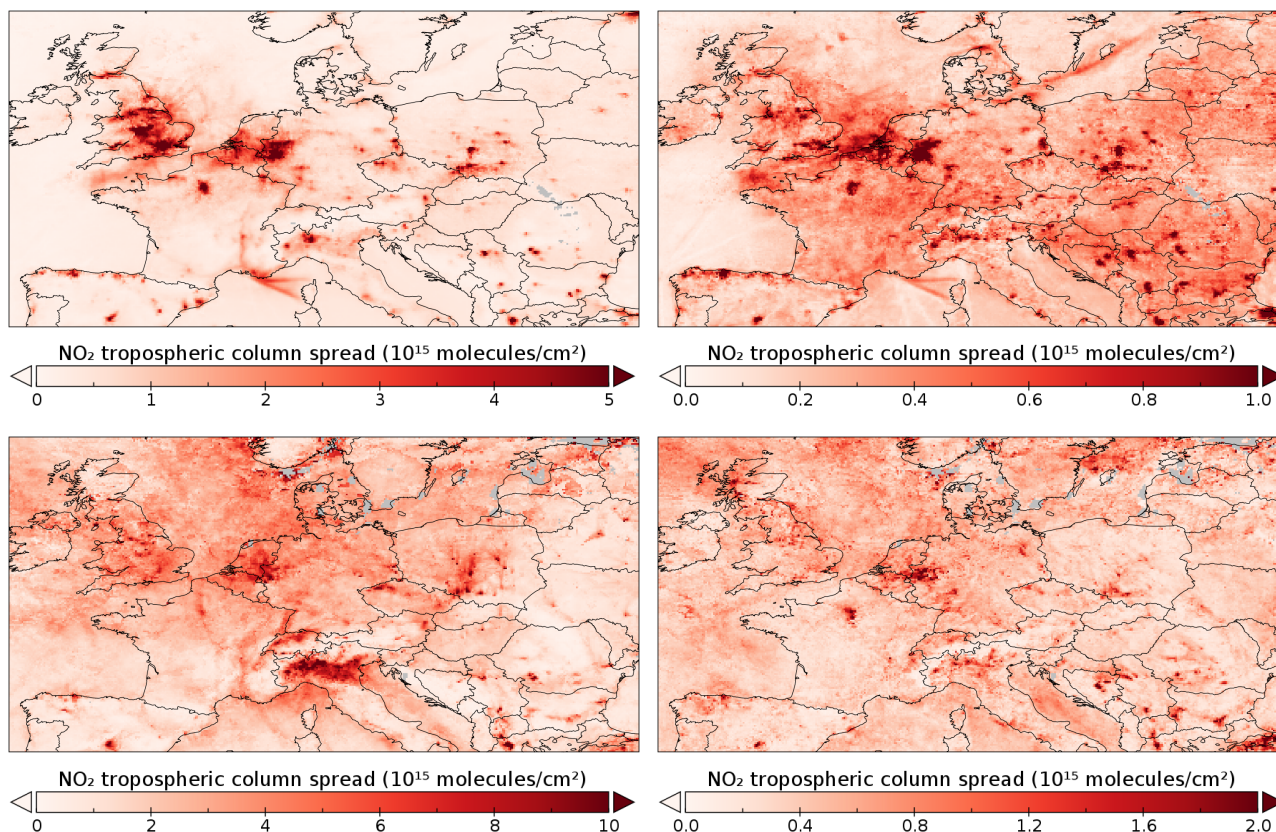 NO₂ tropospheric column spread (10¹⁵ molecules/cm²)
0 1 2 3 4 5
NO₂ tropospheric column spread (10¹⁵ molecules/cm²)
0.0 0.2 0.4 0.6 0.8 1.0
NO₂ tropospheric column spread (10¹⁵ molecules/cm²)
0 2 4 6 8 10
NO₂ tropospheric column spread (10¹⁵ molecules/cm²)
0.0 0.4 0.8 1.2 1.6 2.0